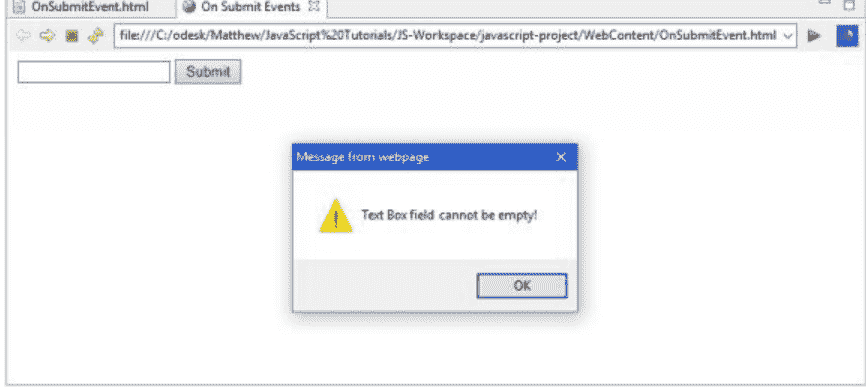 OnSubmitEvent.html
On Submit Events
file:///C:/odesk/Matthew/JavaScript%20Tutorials/JS-Workspace/javascript-project/WebContent/OnSubmitEvent.html
Submit
Message from webpage
Text Box field cannot be empty!
OK